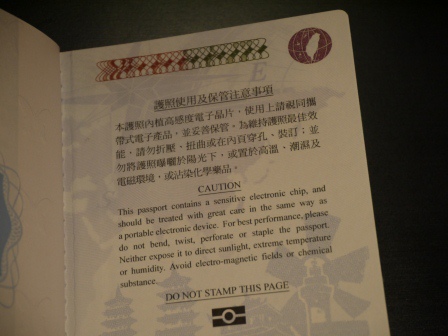 護照使用及保管注意事項
本護照內植高感度電子晶片，使用上請視同攜
帶式電子產品，並妥善保管。為維持護照最佳效
能，請勿折壓、扭曲或在內頁穿孔、裝訂；並
勿將護照曝曬於陽光下，或置於高溫、潮濕及
電磁環境，或沾染化學藥品。
CAUTION
This passport contains a sensitive electronic chip, and
should be treated with great care in the same way as
a portable electronic device. For best performance, please
do not bend, twist, perforate or staple the passport.
Neither expose it to direct sunlight, extreme temperature
or humidity. Avoid electro-magnetic fields or chemical
substance.
DO NOT STAMP THIS PAGE